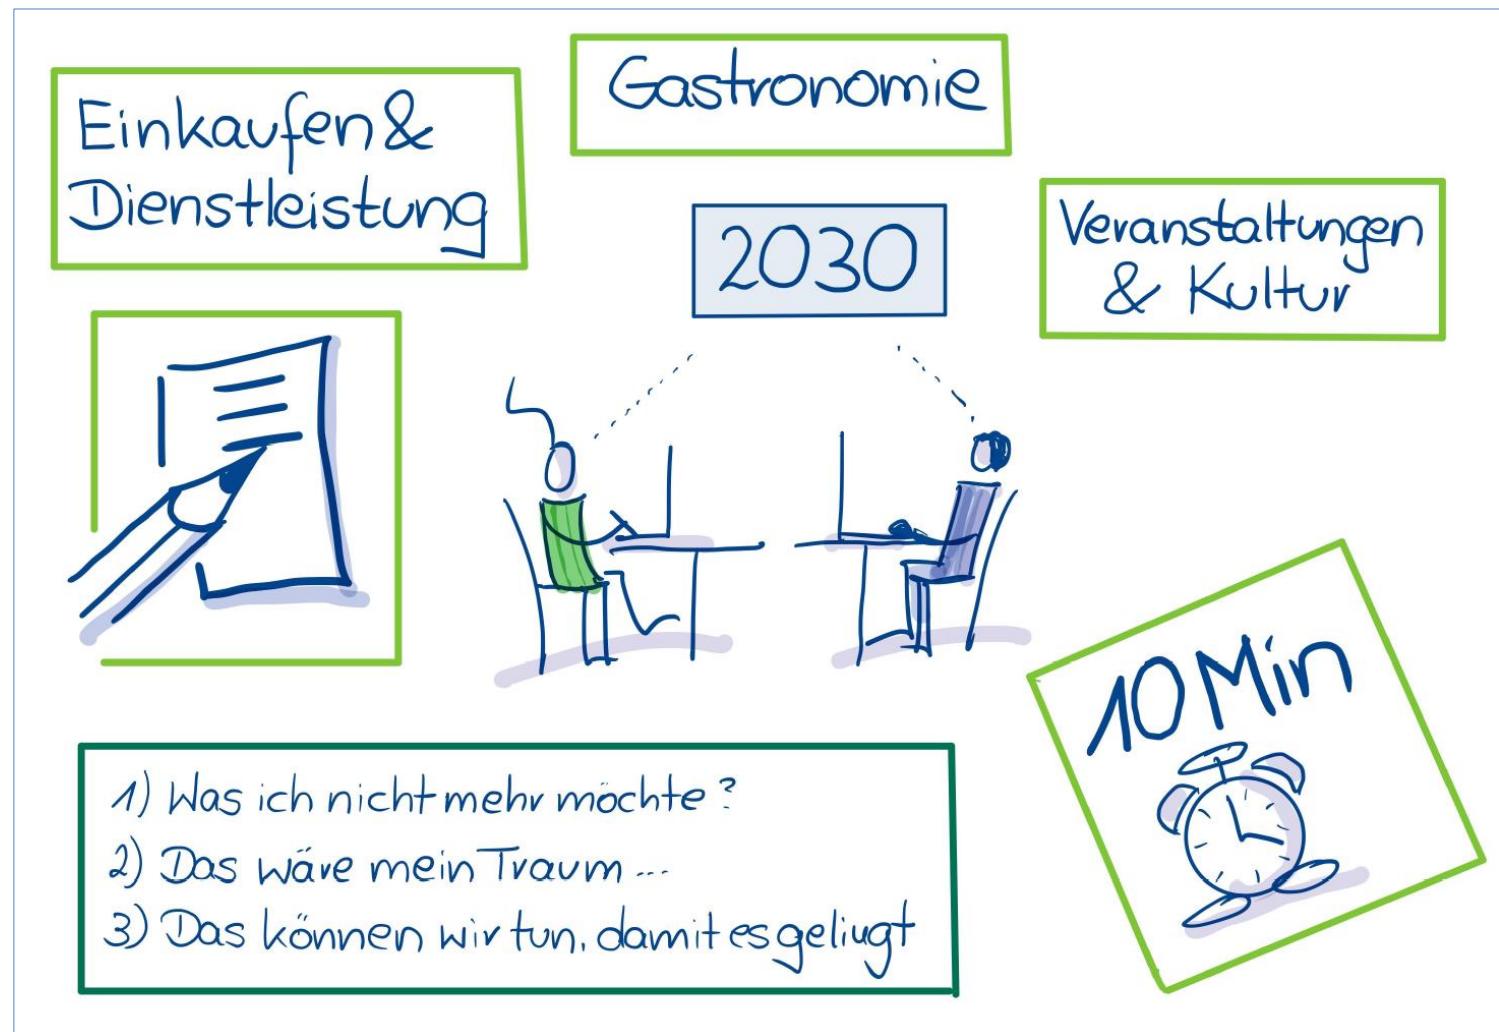 Einkaufen &
Dienstleistung
Gastronomie
2030
Veranstaltungen
& Kultur
10 Min
1) Was ich nicht mehr möchte?
2) Das wäre mein Traum ...
3) Das können wir tun, damit es gelingt